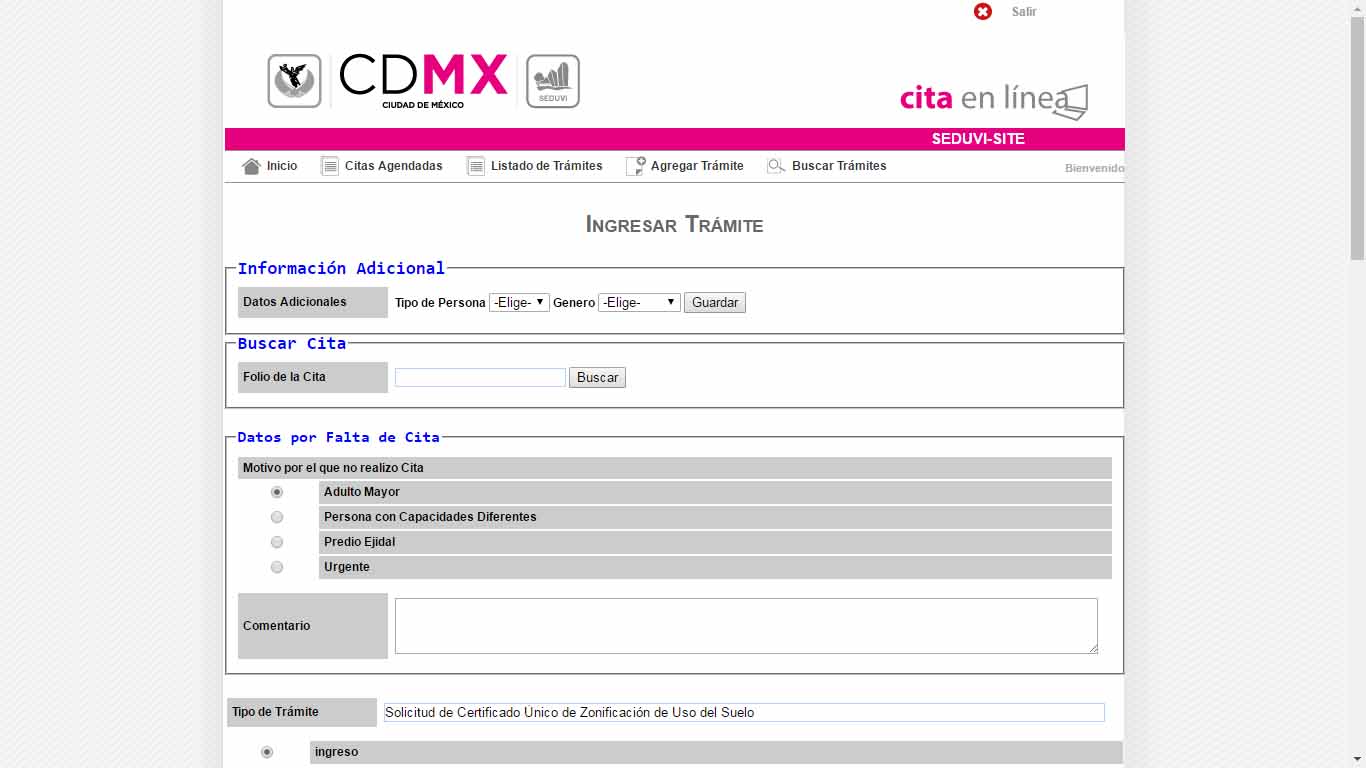 Salir
CDMX
CIUDAD DE MÉXICO
SEDUVI
cita en línea
SEDUVI-SITE
Inicio Citas Agendadas Listado de Trámites Agregar Trámite Buscar Trámites Bienvenido
Ingresar Trámite
Información Adicional
Datos Adicionales Tipo de Persona -Elige- Genero -Elige- Guardar
Buscar Cita
Folio de la Cita Buscar
Datos por Falta de Cita
Motivo por el que no realizo Cita
Adulto Mayor
Persona con Capacidades Diferentes
Predio Ejidal
Urgente
Comentario
Tipo de Trámite Solicitud de Certificado Único de Zonificación de Uso del Suelo
ingreso